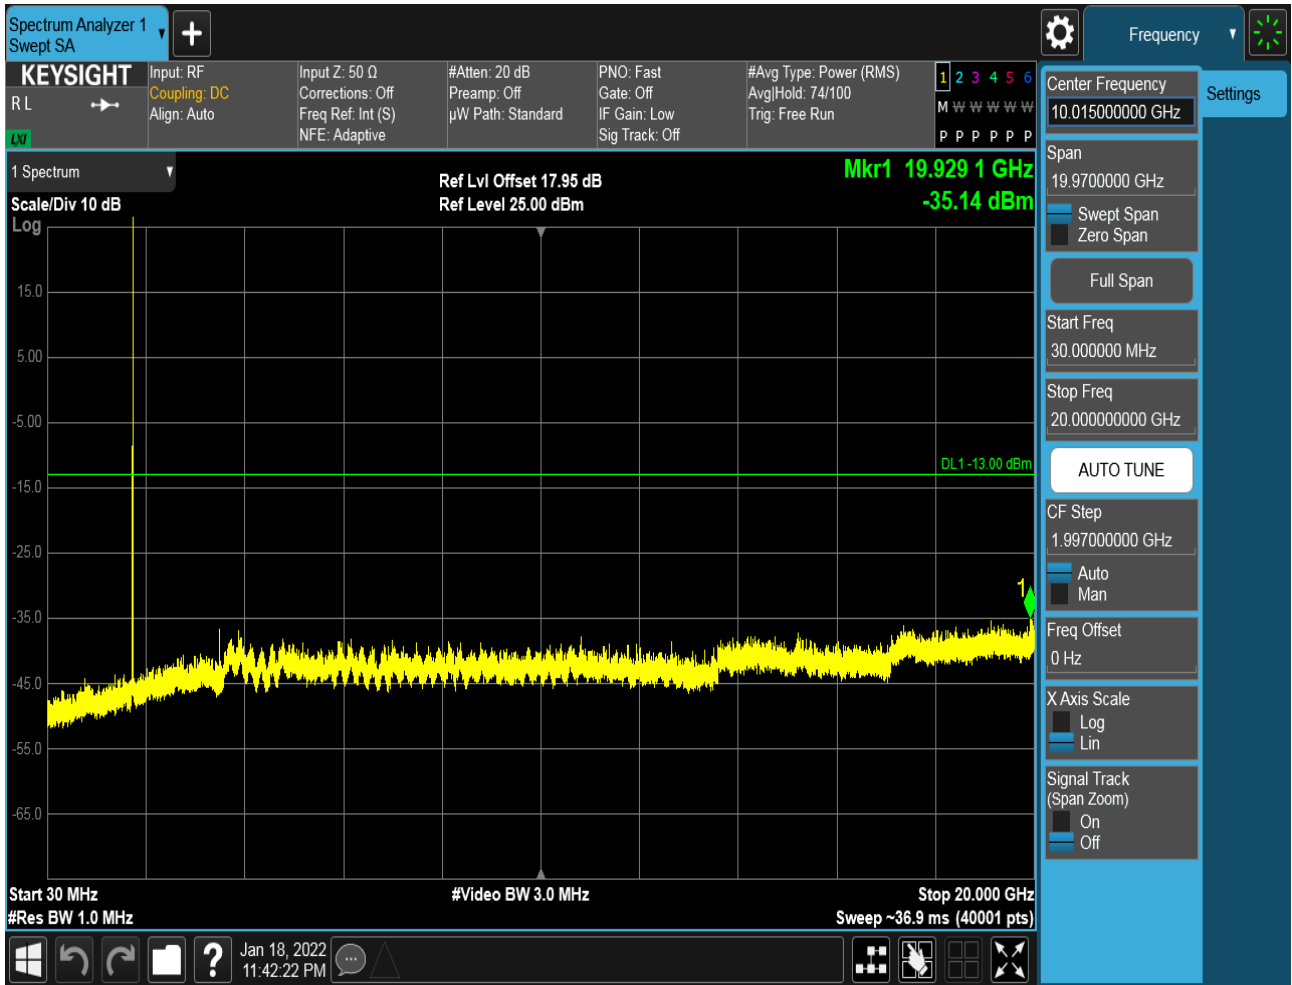 Spectrum Analyzer 1
Swept SA
+
Frequency
KEYSIGHT
R L
LXI
Input: RF
Coupling: DC
Align: Auto
Input Z: 50 Ω
Corrections: Off
Freq Ref: Int (S)
NFE: Adaptive
#Atten: 20 dB
Preamp: Off
µW Path: Standard
PNO: Fast
Gate: Off
IF Gain: Low
Sig Track: Off
#Avg Type: Power (RMS)
Avg|Hold: 74/100
Trig: Free Run
1 2 3 4 5 6
M W W W W W
P P P P P P
1 Spectrum
Scale/Div 10 dB
Log
Ref Lvl Offset 17.95 dB
Ref Level 25.00 dBm
Mkr1 19.929 1 GHz
-35.14 dBm
15.0
5.00
-5.00
-15.0
-25.0
-35.0
-45.0
-55.0
-65.0
DL1 -13.00 dBm
1
Start 30 MHz
#Res BW 1.0 MHz
#Video BW 3.0 MHz
Stop 20.000 GHz
Sweep ~36.9 ms (40001 pts)
Center Frequency
10.015000000 GHz
Settings
Span
19.9700000 GHz
Swept Span
Zero Span
Full Span
Start Freq
30.000000 MHz
Stop Freq
20.000000000 GHz
AUTO TUNE
CF Step
1.997000000 GHz
Auto
Man
Freq Offset
0 Hz
X Axis Scale
Log
Lin
Signal Track
(Span Zoom)
On
Off
?
Jan 18, 2022
11:42:22 PM